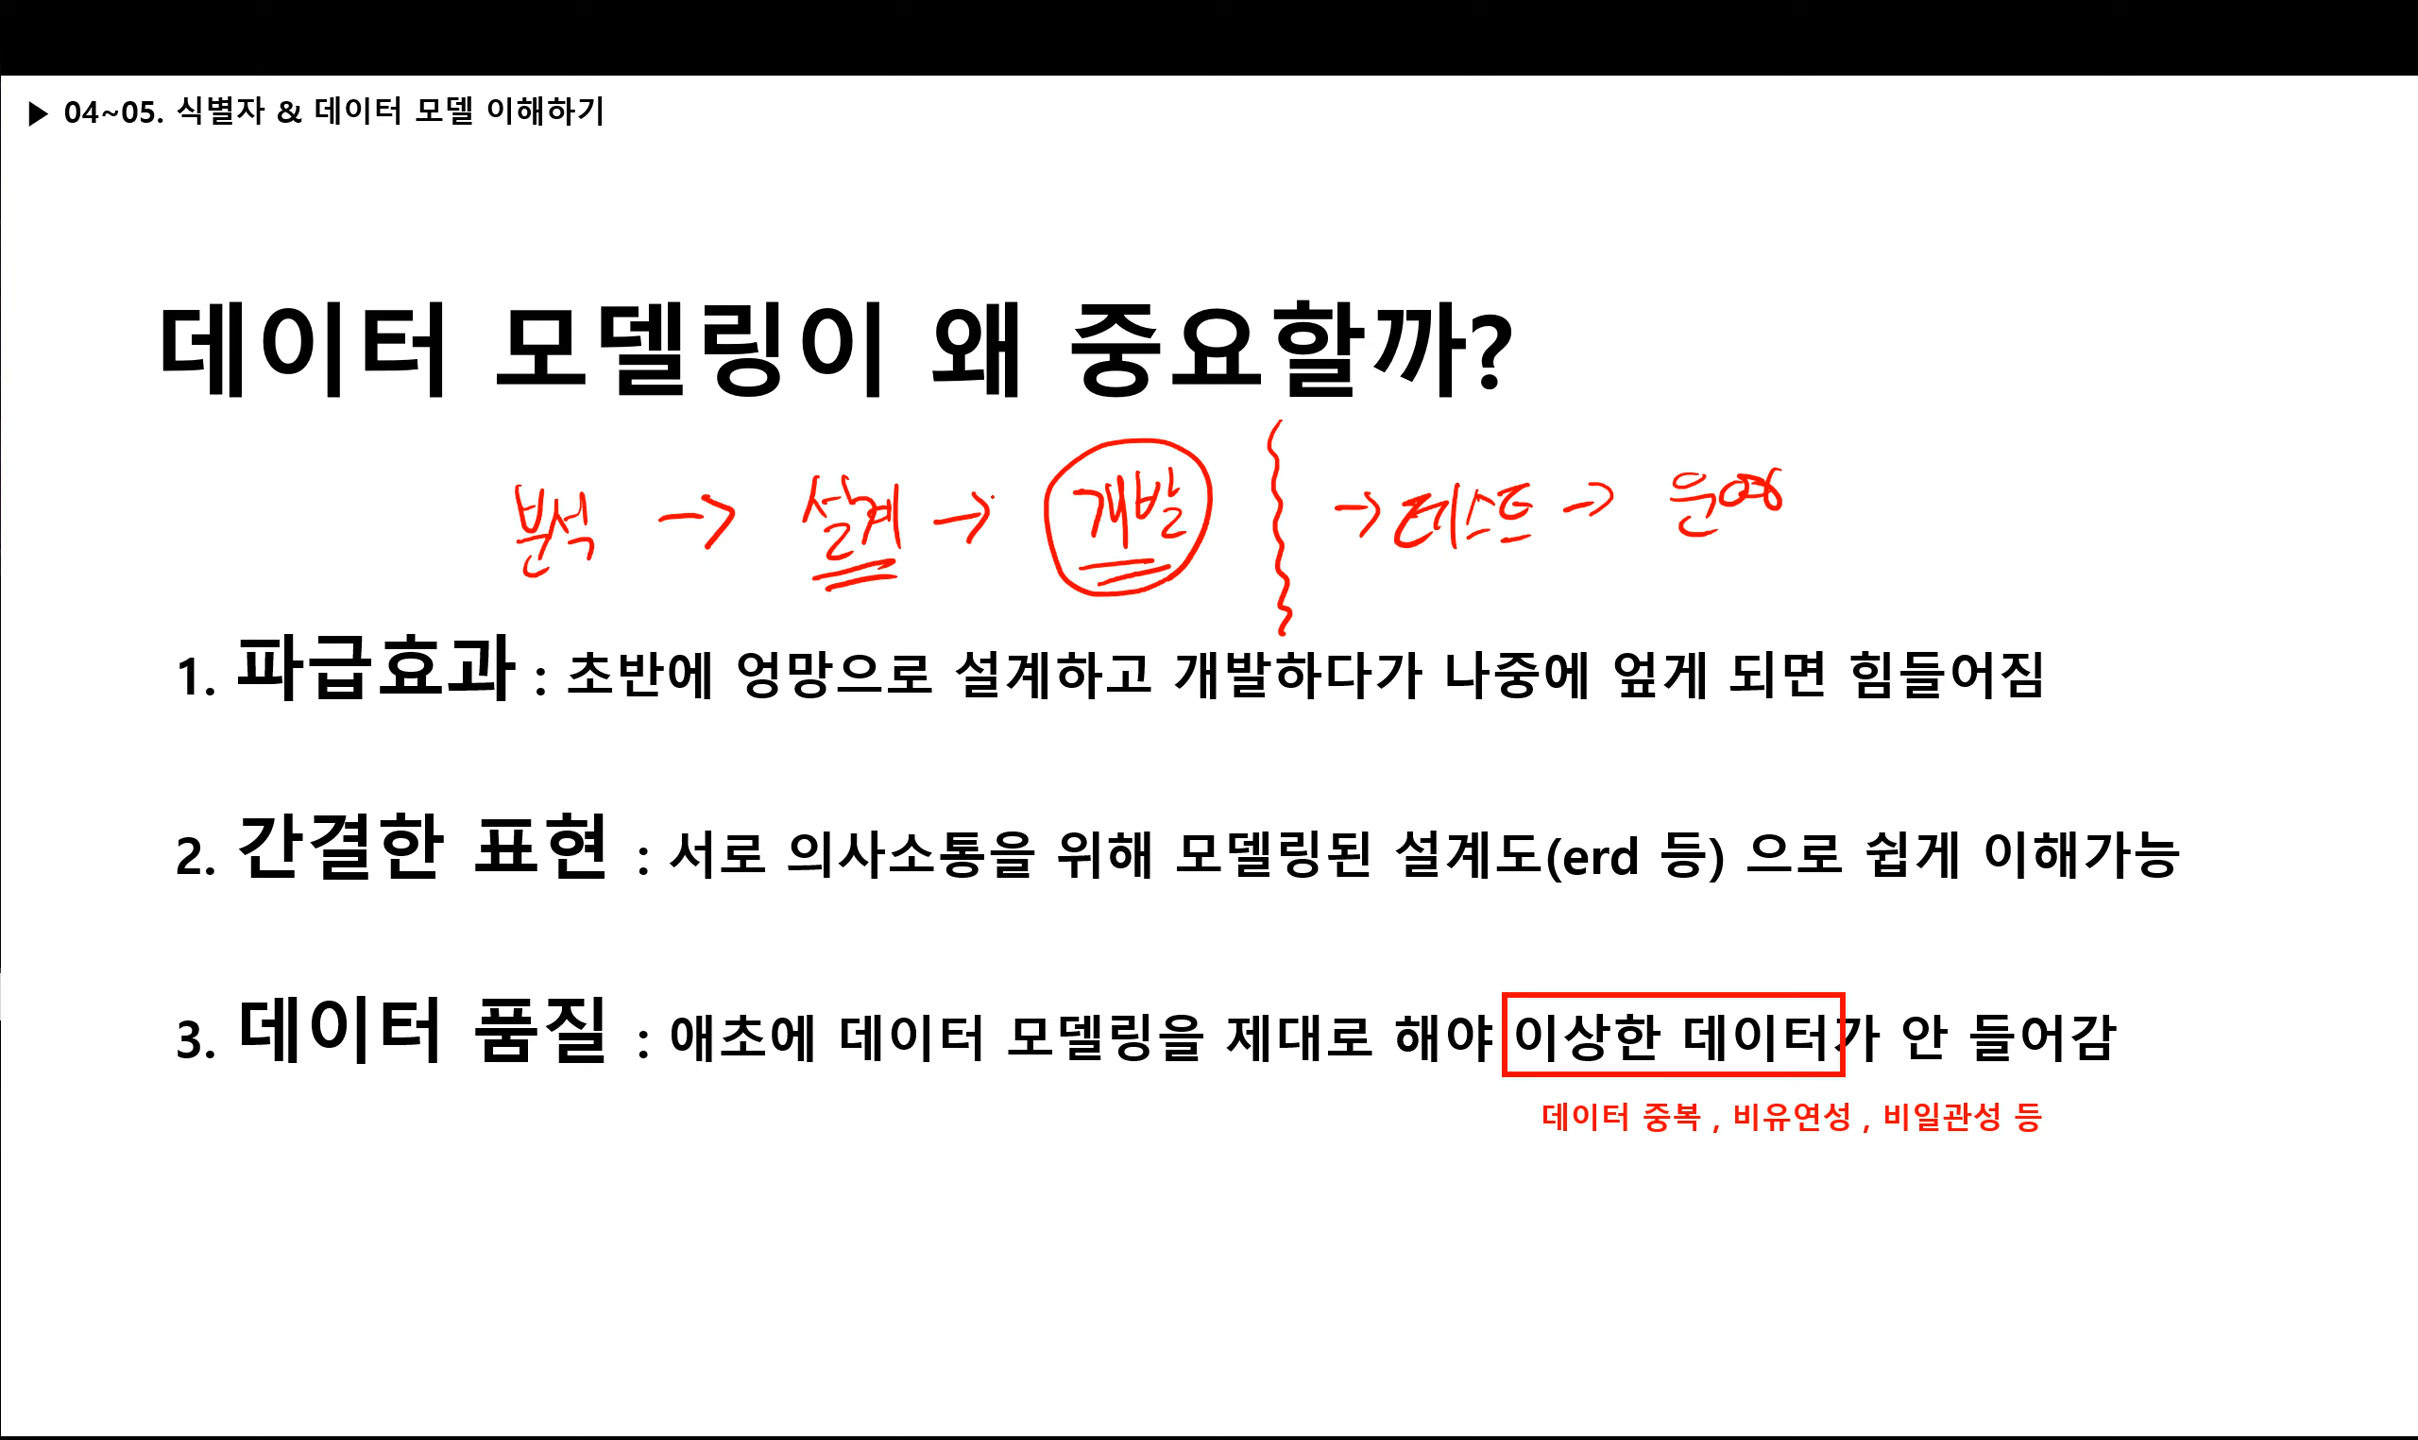 ▶ 04~05. 식별자 & 데이터 모델 이해하기
데이터 모델링이 왜 중요할까?
분석 → 설계 → 개발 → 테스트 → 운영
1. 파급효과 : 초반에 엉망으로 설계하고 개발하다가 나중에 엎게 되면 힘들어짐
2. 간결한 표현 : 서로 의사소통을 위해 모델링된 설계도(erd 등) 으로 쉽게 이해가능
3. 데이터 품질 : 애초에 데이터 모델링을 제대로 해야 이상한 데이터가 안 들어감
데이터 중복 , 비유연성 , 비일관성 등